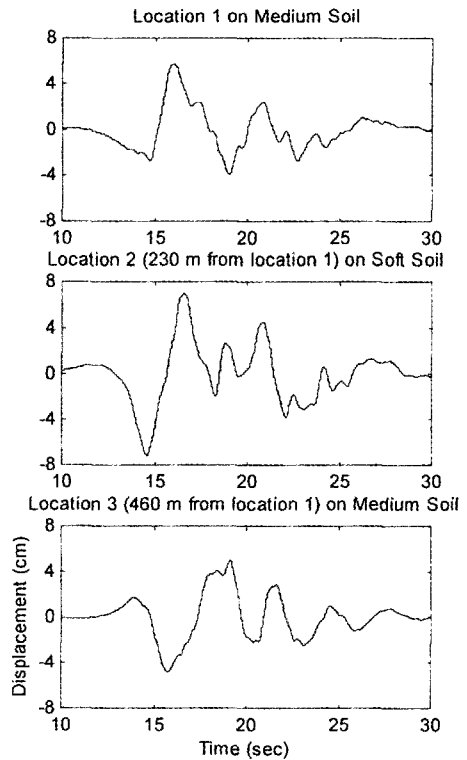 Location 1 on Medium Soil
8
4
0
-4
-8
10 15 20 25 30
Location 2 (230 m from location 1) on Soft Soil
8
4
0
-4
-8
10 15 20 25 30
Location 3 (460 m from location 1) on Medium Soil
8
4
0
-4
-8
Displacement (cm)
10 15 20 25 30
Time (sec)